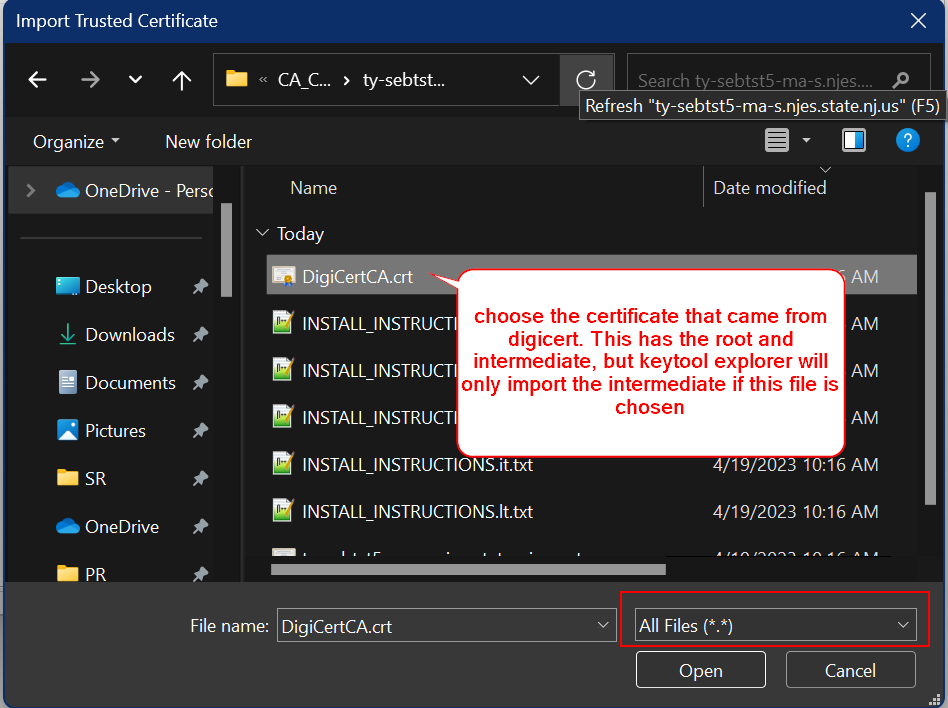 Import Trusted Certificate
« CA_C... > ty-sebtst...
Search ty-sebtst5-ma-s.njes....
Refresh "ty-sebtst5-ma-s.njes.state.nj.us" (F5)
Organize
New folder
OneDrive - Perso
Desktop
Downloads
Documents
Pictures
SR
OneDrive
PR
Name
Date modified
Today
DigiCertCA.crt
AM
INSTALL_INSTRUCTI
AM
INSTALL_INSTRUCTI
AM
INSTALL_INSTRUCTI
AM
INSTALL_INSTRUCTIONS.it.txt
4/19/2023 10:16 AM
INSTALL_INSTRUCTIONS.lt.txt
4/19/2023 10:16 AM
4/19/2023 10:16 AM
choose the certificate that came from
digicert. This has the root and
intermediate, but keytool explorer will
only import the intermediate if this file is
chosen
File name:
DigiCertCA.crt
All Files (*.*)
Open
Cancel